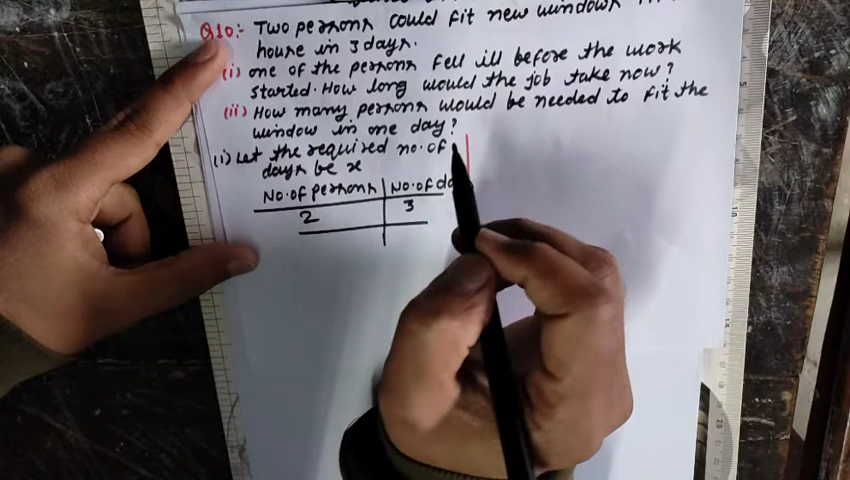 Q10:- Two persons could fit new windows
house in 3 days.
(i) one of the persons fell ill before the work
started. How long would the job take now?
(ii) How many persons would be needed to fit the
window in one day?
(i) Let the required no. of
days be x
No. of persons | No. of da
2 | 3